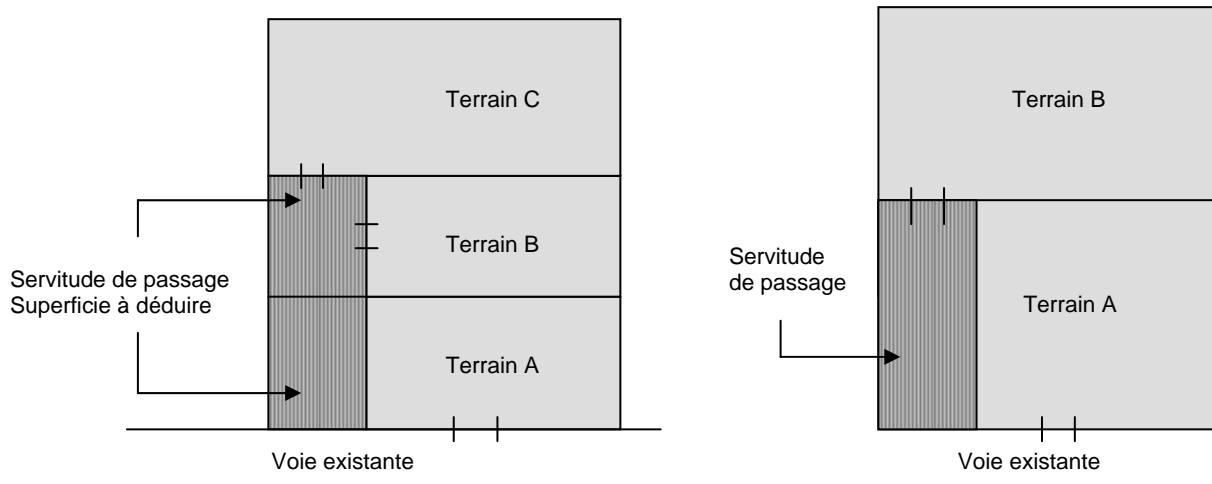 Terrain C
Terrain B
Servitude de passage
Superficie à déduire
Terrain A
Voie existante
Terrain B
Servitude
de passage
Terrain A
Voie existante